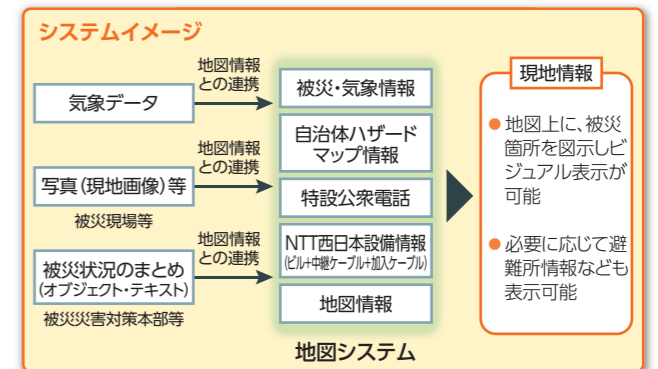 システムイメージ
気象データ
地図情報
との連携
写真(現地画像)等
被災現場等
地図情報
との連携
被災状況のまとめ
(オブジェクト・テキスト)
被災災害対策本部等
地図情報
との連携
被災・気象情報
自治体ハザード
マップ情報
特設公衆電話
NTT西日本設備情報
(ビル+中継ケーブル+加入ケーブル)
地図情報
地図システム
現地情報
●地図上に、被災
箇所を図示しビ
ジュアル表示が
可能
●必要に応じて避
難所情報なども
表示可能